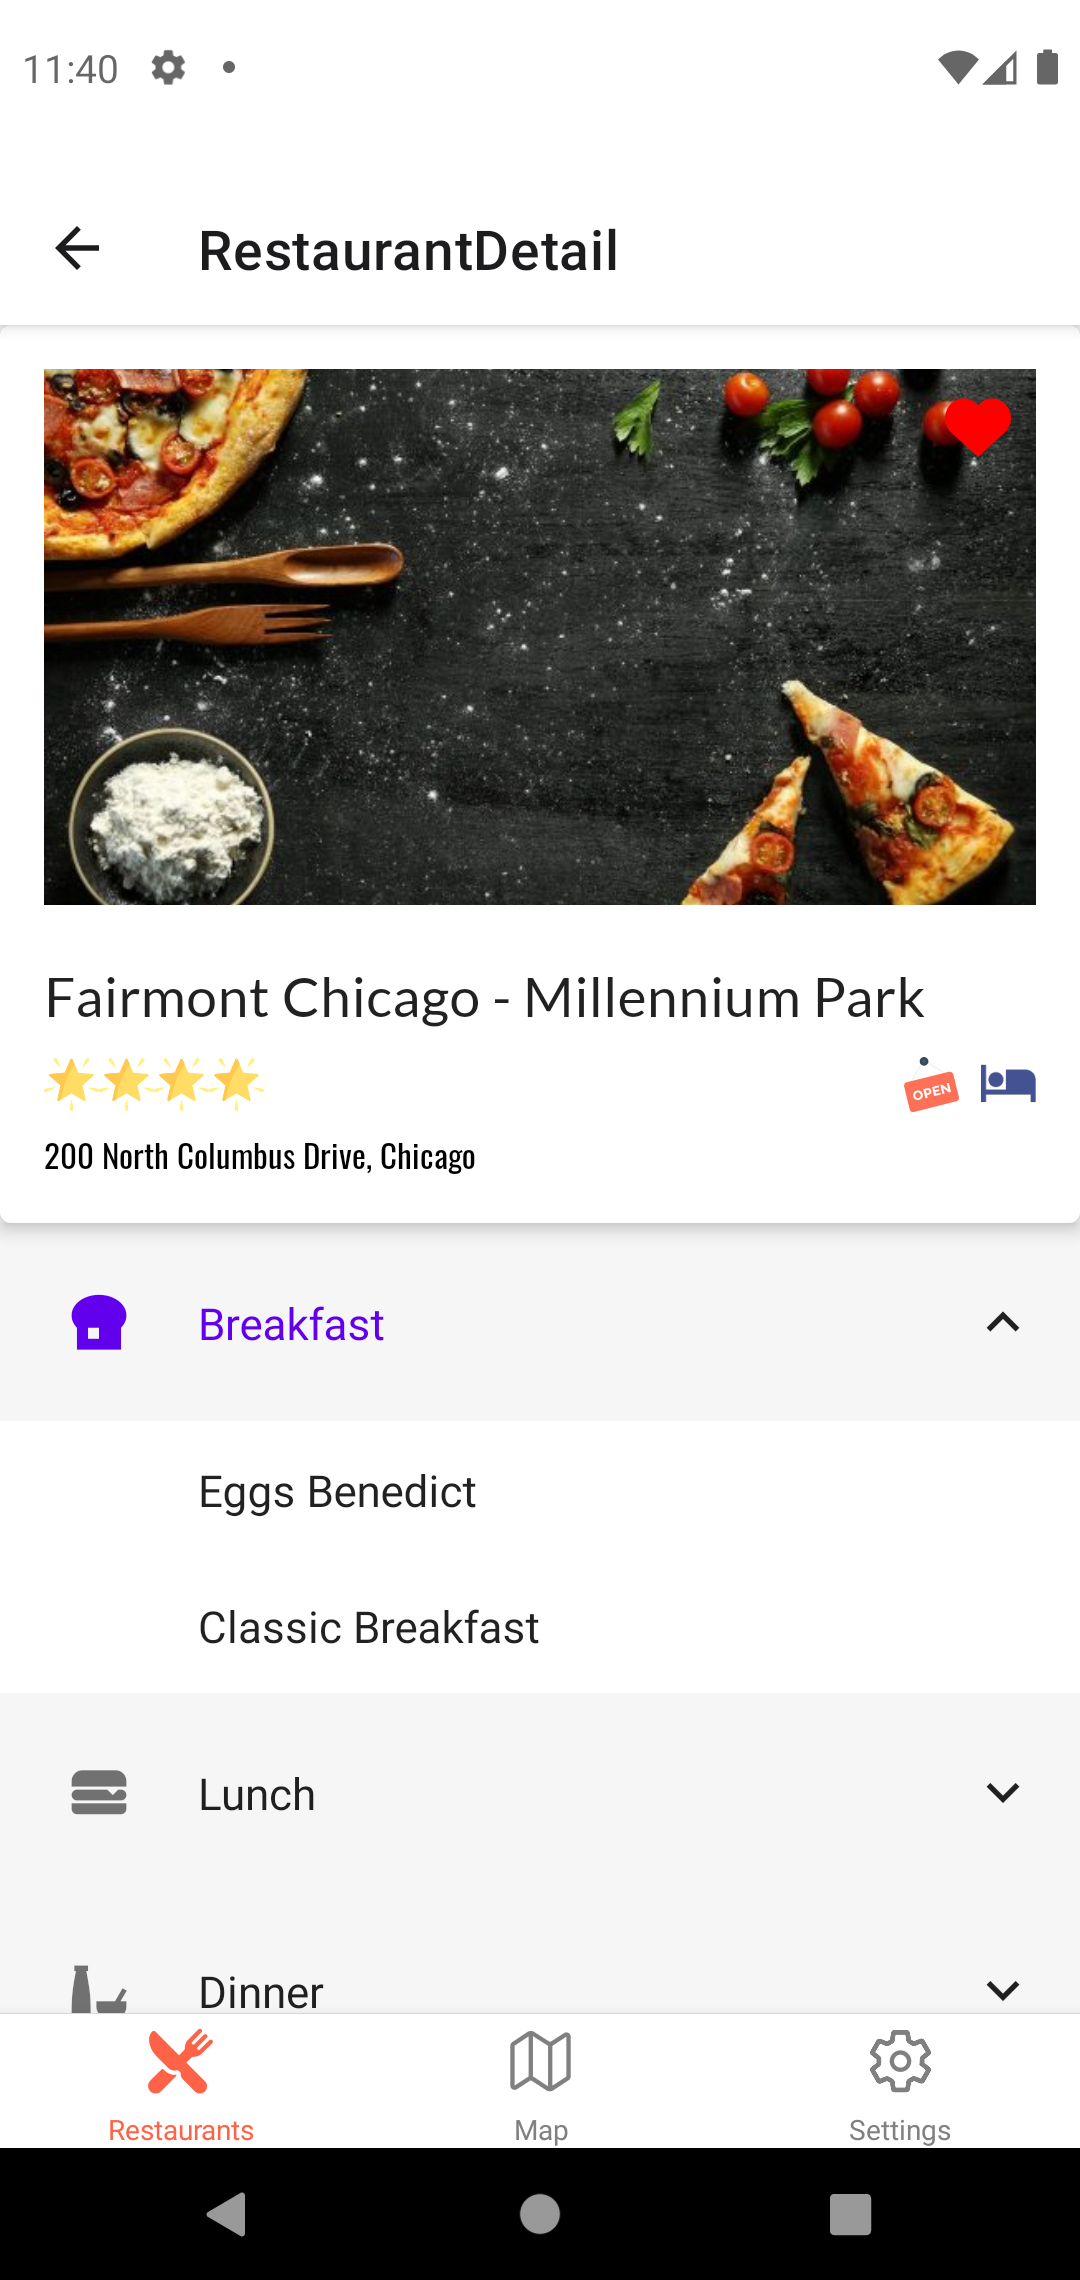 11:40
RestaurantDetail
Fairmont Chicago - Millennium Park
OPEN
200 North Columbus Drive, Chicago
Breakfast
Eggs Benedict
Classic Breakfast
Lunch
Dinner
Restaurants
Map
Settings